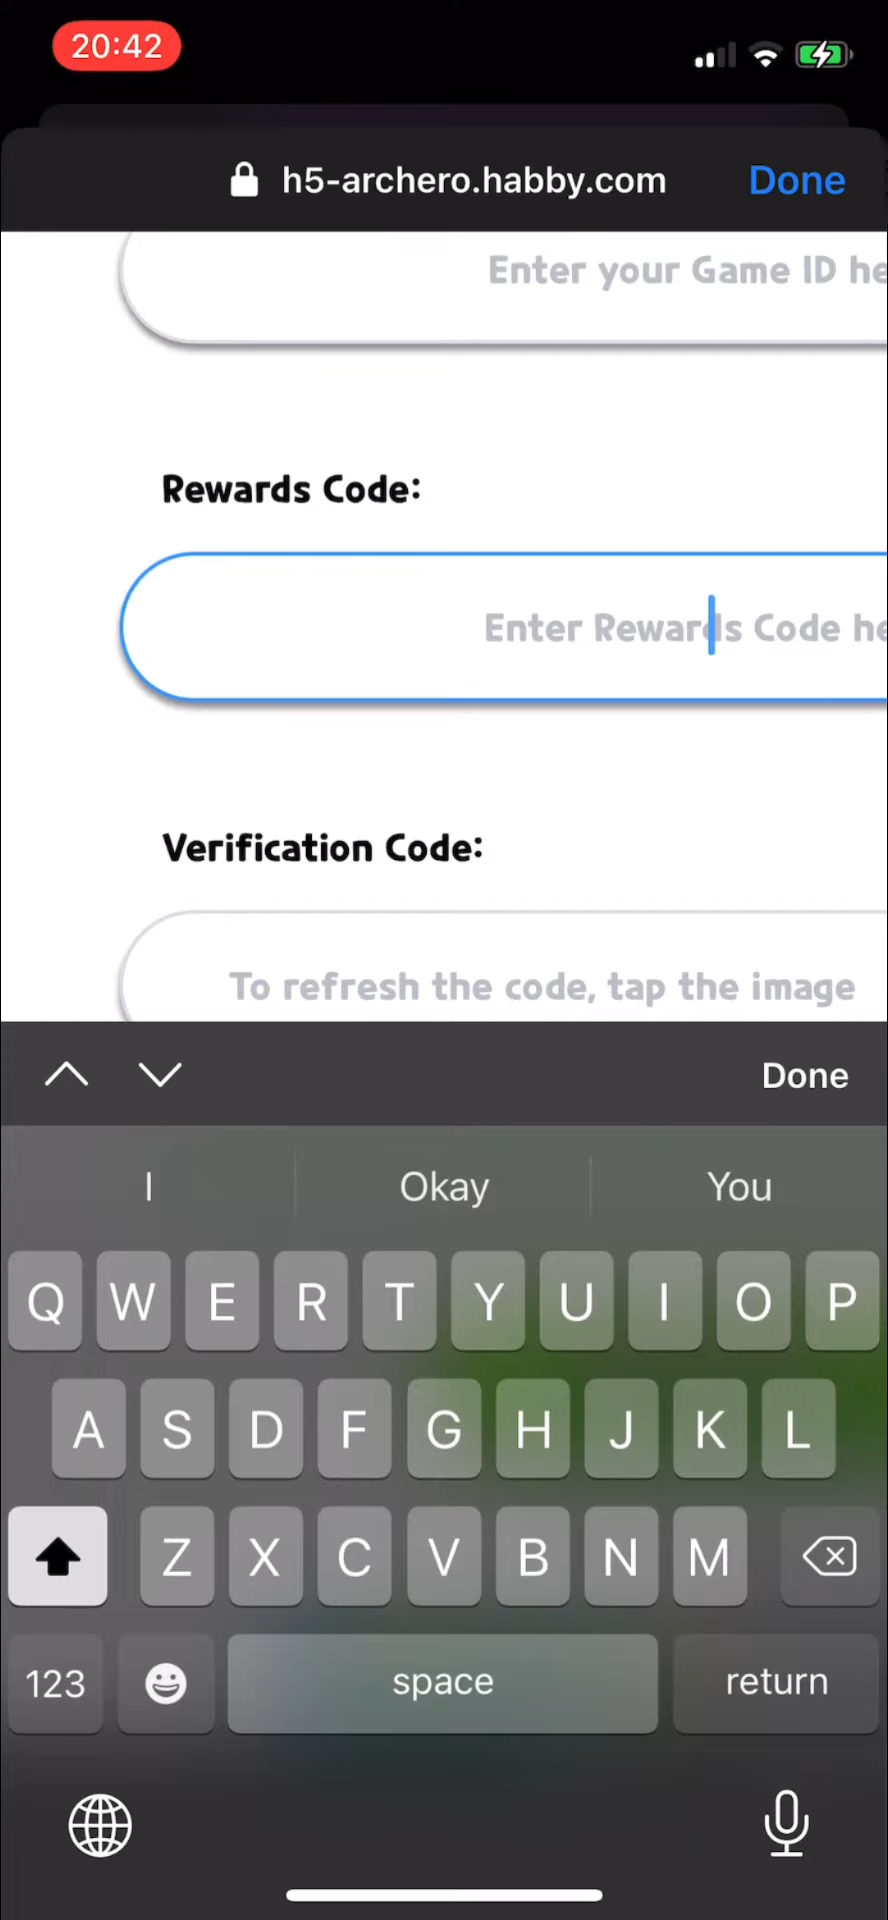 20:42
h5-archero.habby.com Done
Enter your Game ID he
Rewards Code:
Enter Rewards Code he
Verification Code:
To refresh the code, tap the image
Done
I Okay You
Q W E R T Y U I O P
A S D F G H J K L
Z X C V B N M
123 space return